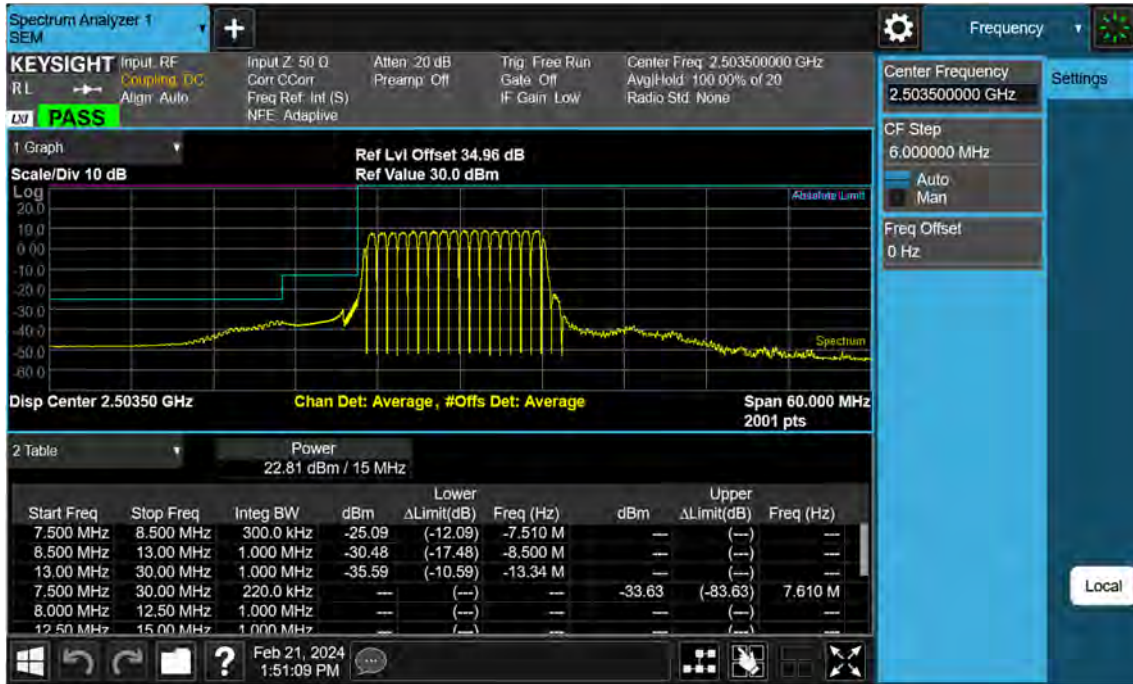 Spectrum Analyzer 1
SEM
Frequency
KEYSIGHT
RL
LXI
PASS
Input: RF
Coupling: DC
Align: Auto
Input Z: 50 Ω
Corr CCorr
Freq Ref: Int (S)
NFE: Adaptive
Atten: 20 dB
Preamp: Off
Trig: Free Run
Gate: Off
IF Gain: Low
Center Freq: 2.503500000 GHz
Avg|Hold: 100.00% of 20
Radio Std: None
Center Frequency
2.503500000 GHz
Settings
CF Step
6.000000 MHz
Auto
Man
Freq Offset
0 Hz
1 Graph
Scale/Div 10 dB
Ref Lvl Offset 34.96 dB
Ref Value 30.0 dBm
Log
Absolute Limit
20.0
10.0
0.00
-10.0
-20.0
-30.0
-40.0
-50.0
-60.0
Spectrum
Disp Center 2.50350 GHz
Chan Det: Average, #Offs Det: Average
Span 60.000 MHz
2001 pts
2 Table
Power
22.81 dBm / 15 MHz
Lower Upper
Start Freq Stop Freq Integ BW dBm ΔLimit(dB) Freq (Hz) dBm ΔLimit(dB) Freq (Hz)
7.500 MHz 8.500 MHz 300.0 kHz -25.09 (-12.09) -7.510 M --- (---) ---
8.500 MHz 13.00 MHz 1.000 MHz -30.48 (-17.48) -8.500 M --- (---) ---
13.00 MHz 30.00 MHz 1.000 MHz -35.59 (-10.59) -13.34 M --- (---) ---
7.500 MHz 30.00 MHz 220.0 kHz --- (---) --- -33.63 (-83.63) 7.610 M
8.000 MHz 12.50 MHz 1.000 MHz --- (---) --- --- (---) ---
12.50 MHz 15.00 MHz 1.000 MHz --- (---) --- --- (---) ---
Local
?
Feb 21, 2024
1:51:09 PM